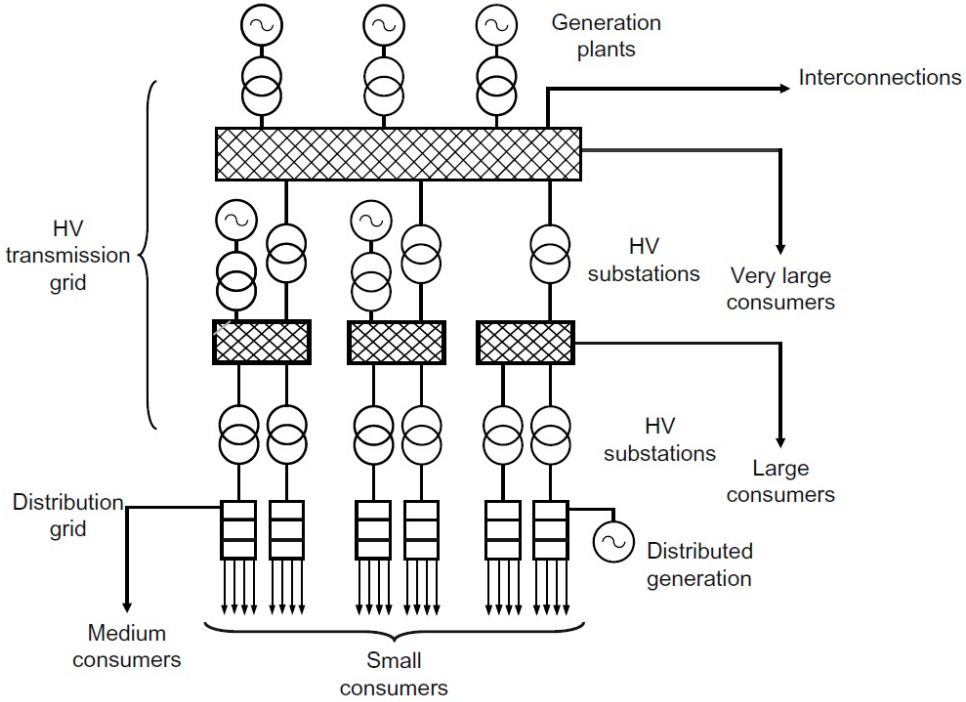 Generation
plants
Interconnections
HV
transmission
grid
HV
substations
Very large
consumers
HV
substations
Large
consumers
Distribution
grid
Distributed
generation
Medium
consumers
Small
consumers